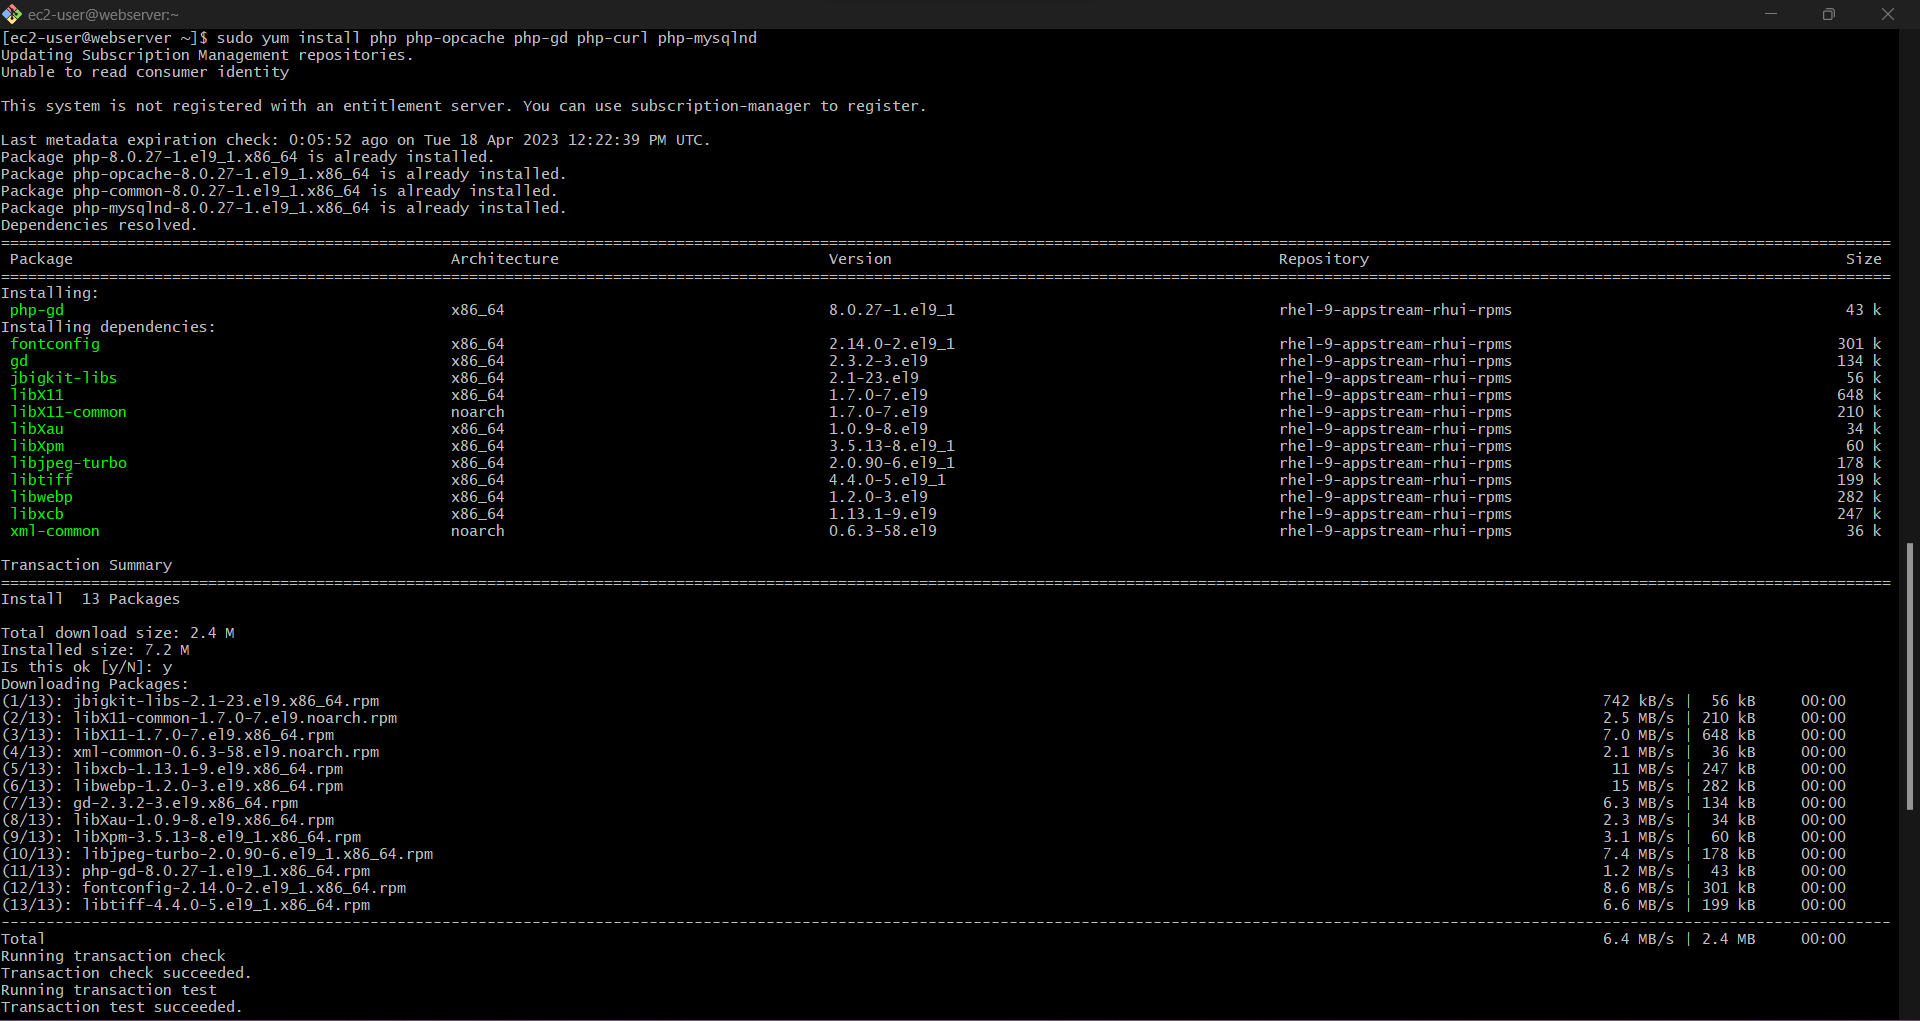 ec2-user@webserver:~
[ec2-user@webserver ~]$ sudo yum install php php-opcache php-gd php-curl php-mysqlnd
Updating Subscription Management repositories.
Unable to read consumer identity
This system is not registered with an entitlement server. You can use subscription-manager to register.
Last metadata expiration check: 0:05:52 ago on Tue 18 Apr 2023 12:22:39 PM UTC.
Package php-8.0.27-1.el9_1.x86_64 is already installed.
Package php-opcache-8.0.27-1.el9_1.x86_64 is already installed.
Package php-common-8.0.27-1.el9_1.x86_64 is already installed.
Package php-mysqlnd-8.0.27-1.el9_1.x86_64 is already installed.
Dependencies resolved.
================================================================================
Package Architecture Version Repository Size
================================================================================
Installing:
php-gd x86_64 8.0.27-1.el9_1 rhel-9-appstream-rhui-rpms 43 k
Installing dependencies:
fontconfig x86_64 2.14.0-2.el9_1 rhel-9-appstream-rhui-rpms 301 k
gd x86_64 2.3.2-3.el9 rhel-9-appstream-rhui-rpms 134 k
jbigkit-libs x86_64 2.1-23.el9 rhel-9-appstream-rhui-rpms 56 k
libX11 x86_64 1.7.0-7.el9 rhel-9-appstream-rhui-rpms 648 k
libX11-common noarch 1.7.0-7.el9 rhel-9-appstream-rhui-rpms 210 k
libXau x86_64 1.0.9-8.el9 rhel-9-appstream-rhui-rpms 34 k
libXpm x86_64 3.5.13-8.el9_1 rhel-9-appstream-rhui-rpms 60 k
libjpeg-turbo x86_64 2.0.90-6.el9_1 rhel-9-appstream-rhui-rpms 178 k
libtiff x86_64 4.4.0-5.el9_1 rhel-9-appstream-rhui-rpms 199 k
libwebp x86_64 1.2.0-3.el9 rhel-9-appstream-rhui-rpms 282 k
libxcb x86_64 1.13.1-9.el9 rhel-9-appstream-rhui-rpms 247 k
xml-common noarch 0.6.3-58.el9 rhel-9-appstream-rhui-rpms 36 k
Transaction Summary
================================================================================
Install  13 Packages
Total download size: 2.4 M
Installed size: 7.2 M
Is this ok [y/N]: y
Downloading Packages:
(1/13): jbigkit-libs-2.1-23.el9.x86_64.rpm 742 kB/s | 56 kB 00:00
(2/13): libX11-common-1.7.0-7.el9.noarch.rpm 2.5 MB/s | 210 kB 00:00
(3/13): libX11-1.7.0-7.el9.x86_64.rpm 7.0 MB/s | 648 kB 00:00
(4/13): xml-common-0.6.3-58.el9.noarch.rpm 2.1 MB/s | 36 kB 00:00
(5/13): libxcb-1.13.1-9.el9.x86_64.rpm 11 MB/s | 247 kB 00:00
(6/13): libwebp-1.2.0-3.el9.x86_64.rpm 15 MB/s | 282 kB 00:00
(7/13): gd-2.3.2-3.el9.x86_64.rpm 6.3 MB/s | 134 kB 00:00
(8/13): libXau-1.0.9-8.el9.x86_64.rpm 2.3 MB/s | 34 kB 00:00
(9/13): libXpm-3.5.13-8.el9_1.x86_64.rpm 3.1 MB/s | 60 kB 00:00
(10/13): libjpeg-turbo-2.0.90-6.el9_1.x86_64.rpm 7.4 MB/s | 178 kB 00:00
(11/13): php-gd-8.0.27-1.el9_1.x86_64.rpm 1.2 MB/s | 43 kB 00:00
(12/13): fontconfig-2.14.0-2.el9_1.x86_64.rpm 8.6 MB/s | 301 kB 00:00
(13/13): libtiff-4.4.0-5.el9_1.x86_64.rpm 6.6 MB/s | 199 kB 00:00
--------------------------------------------------------------------------------
Total 6.4 MB/s | 2.4 MB 00:00
Running transaction check
Transaction check succeeded.
Running transaction test
Transaction test succeeded.